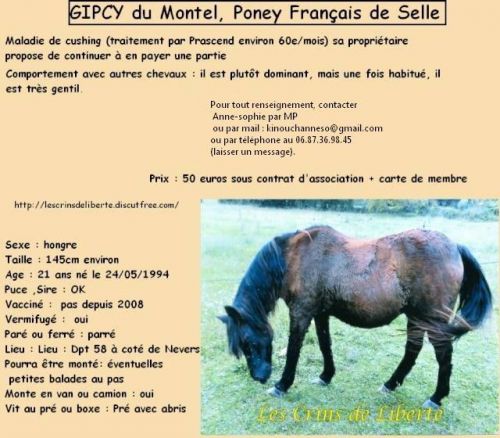 GIPCY du Montel, Poney Français de Selle
Maladie de cushing (traitement par Prascend environ 60e/mois) sa propriétaire
propose de continuer à en payer une partie
Comportement avec autres chevaux : il est plutôt dominant, mais une fois habitué, il
est très gentil.
Pour tout renseignement, contacter
Anne-sophie par MP
ou par mail : kinouchanneso@gmail.com
ou par téléphone au 06.87.36.98.45
(laisser un message).
Prix : 50 euros sous contrat d'association + carte de membre
http://lescrinsdeliberte.discutfree.com/
Sexe : hongre
Taille : 145cm environ
Age : 21 ans né le 24/05/1994
Puce ,Sire : OK
Vacciné : pas depuis 2008
Vermifugé : oui
Paré ou ferré : parré
Lieu : Lieu : Dpt 58 à coté de Nevers
Pourra être monté: éventuelles
petites balades au pas
Monte en van ou camion : oui
Vit au pré ou boxe : Pré avec abris
Les Crins de Liberté